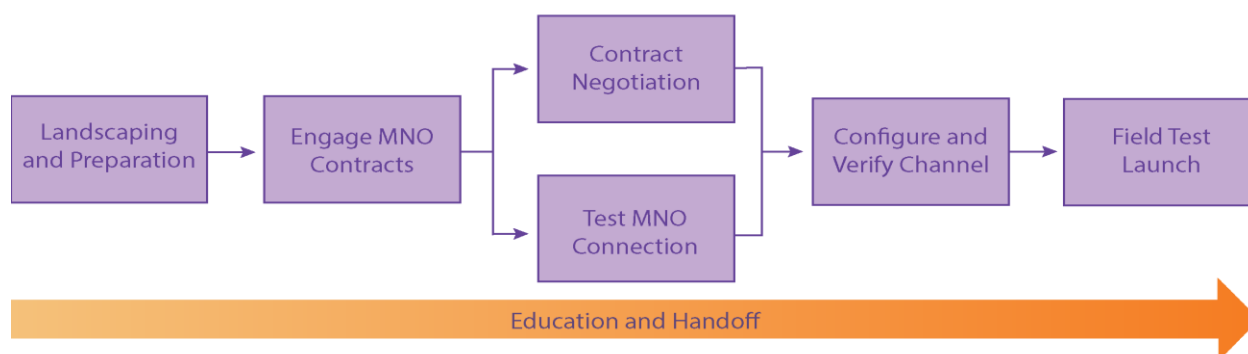 Landscaping
and Preparation
Engage MNO
Contracts
Contract
Negotiation
Test MNO
Connection
Configure and
Verify Channel
Field Test
Launch
Education and Handoff